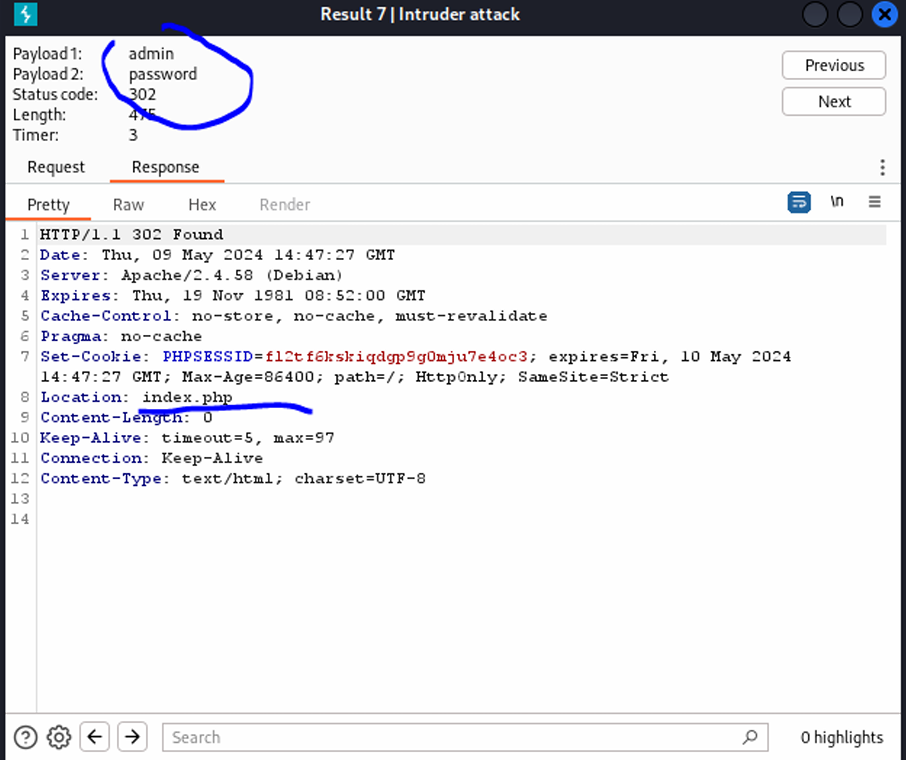 Result 7 | Intruder attack
Payload 1: admin
Payload 2: password
Status code: 302
Length: 475
Timer: 3
Previous
Next
Request Response
Pretty Raw Hex Render \n
1 HTTP/1.1 302 Found
2 Date: Thu, 09 May 2024 14:47:27 GMT
3 Server: Apache/2.4.58 (Debian)
4 Expires: Thu, 19 Nov 1981 08:52:00 GMT
5 Cache-Control: no-store, no-cache, must-revalidate
6 Pragma: no-cache
7 Set-Cookie: PHPSESSID=fl2tf6kskiqdgp9g0mju7e4oc3; expires=Fri, 10 May 2024
14:47:27 GMT; Max-Age=86400; path=/; HttpOnly; SameSite=Strict
8 Location: index.php
9 Content-Length: 0
10 Keep-Alive: timeout=5, max=97
11 Connection: Keep-Alive
12 Content-Type: text/html; charset=UTF-8
13
14
Search
0 highlights